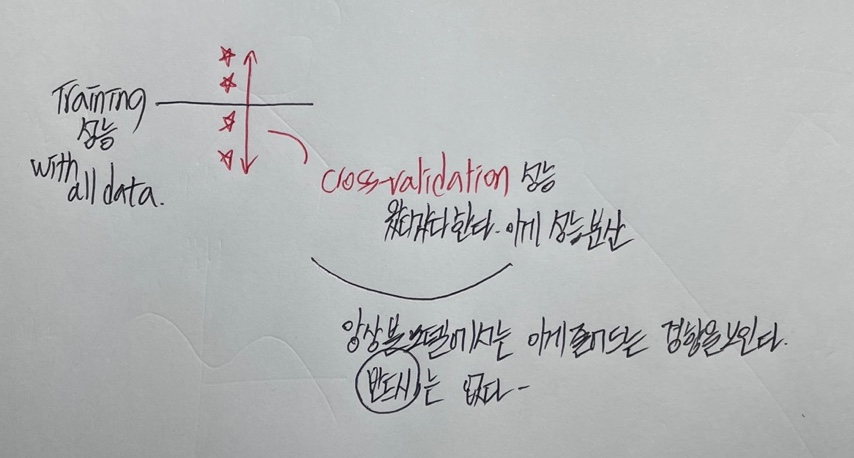 Training
성능
with
all data.
cross-validation 성능
왔다갔다 한다. 이게 성능분산
앙상블 모델에서는 이게 줄어드는 경향을 보인다.
반드시는 없다-